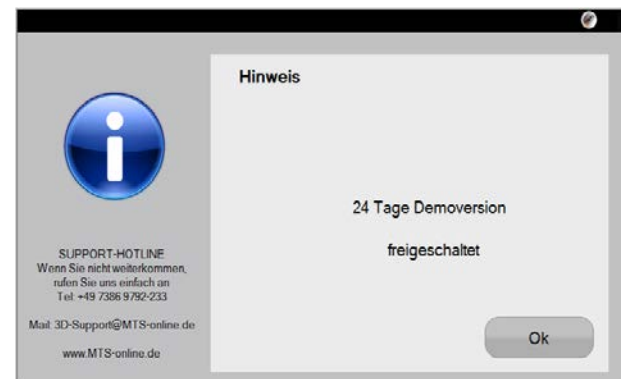 Hinweis
24 Tage Demoversion
freigeschaltet
SUPPORT-HOTLINE
Wenn Sie nicht weiterkommen,
rufen Sie uns einfach an
Tel: +49 7386 9792-233
Mail: 3D-Support@MTS-online.de
www.MTS-online.de
Ok